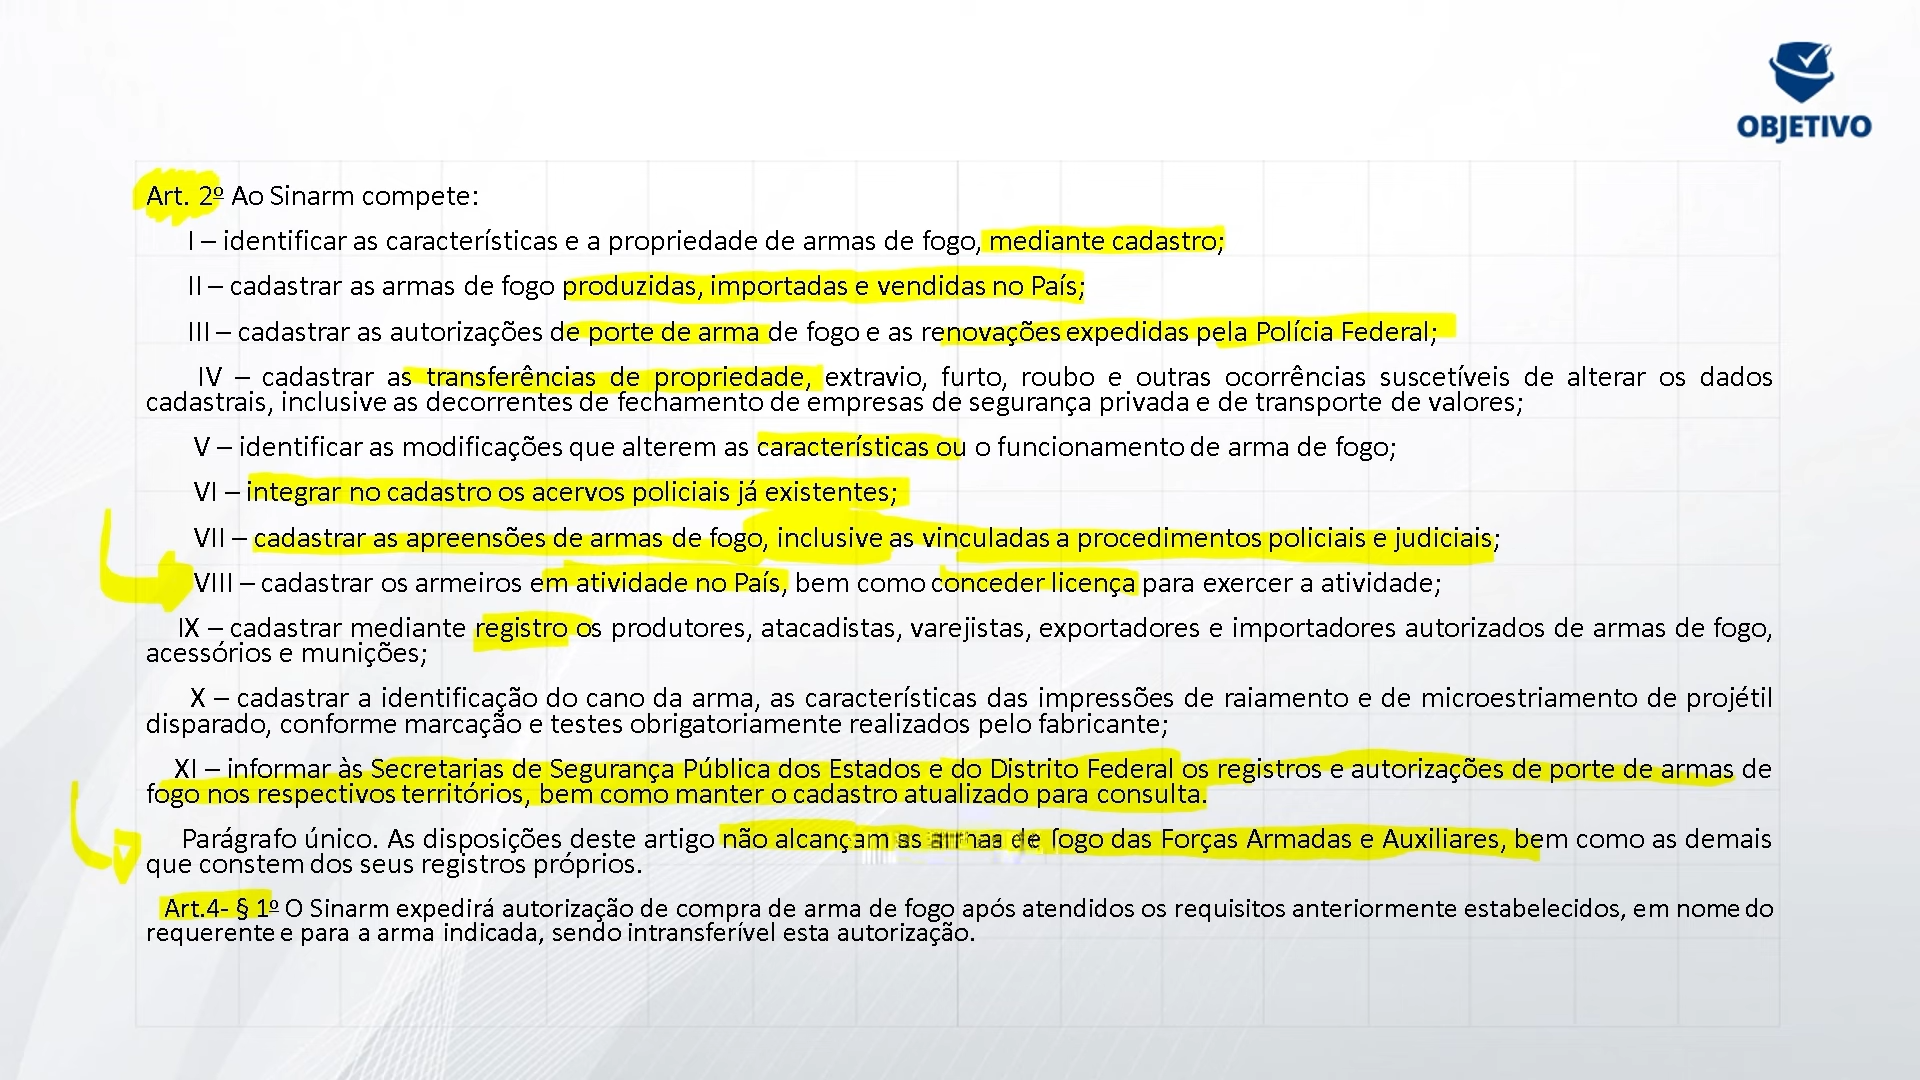 OBJETIVO
Art. 2º Ao Sinarm compete:
I – identificar as características e a propriedade de armas de fogo, mediante cadastro;
II – cadastrar as armas de fogo produzidas, importadas e vendidas no País;
III – cadastrar as autorizações de porte de arma de fogo e as renovações expedidas pela Polícia Federal;
IV – cadastrar as transferências de propriedade, extravio, furto, roubo e outras ocorrências suscetíveis de alterar os dados
cadastrais, inclusive as decorrentes de fechamento de empresas de segurança privada e de transporte de valores;
V – identificar as modificações que alterem as características ou o funcionamento de arma de fogo;
VI – integrar no cadastro os acervos policiais já existentes;
VII – cadastrar as apreensões de armas de fogo, inclusive as vinculadas a procedimentos policiais e judiciais;
VIII – cadastrar os armeiros em atividade no País, bem como conceder licença para exercer a atividade;
IX – cadastrar mediante registro os produtores, atacadistas, varejistas, exportadores e importadores autorizados de armas de fogo,
acessórios e munições;
X – cadastrar a identificação do cano da arma, as características das impressões de raiamento e de microestriamento de projétil
disparado, conforme marcação e testes obrigatoriamente realizados pelo fabricante;
XI – informar às Secretarias de Segurança Pública dos Estados e do Distrito Federal os registros e autorizações de porte de armas de
fogo nos respectivos territórios, bem como manter o cadastro atualizado para consulta.
Parágrafo único. As disposições deste artigo não alcançam as armas de fogo das Forças Armadas e Auxiliares, bem como as demais
que constem dos seus registros próprios.
Art.4- § 1º O Sinarm expedirá autorização de compra de arma de fogo após atendidos os requisitos anteriormente estabelecidos, em nome do
requerente e para a arma indicada, sendo intransferível esta autorização.